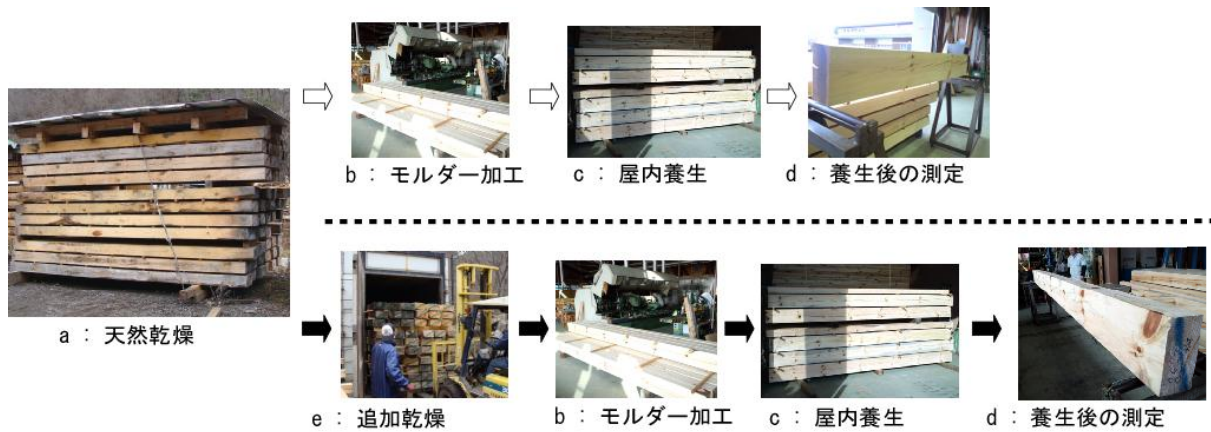 b ： モルダー加工
c ： 屋内養生
d ： 養生後の測定
a ： 天然乾燥
e ： 追加乾燥
b ： モルダー加工
c ： 屋内養生
d ： 養生後の測定